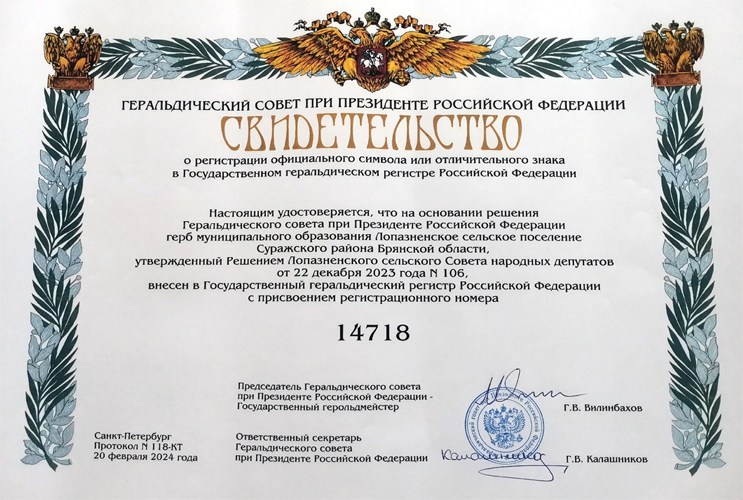 ГЕРАЛЬДИЧЕСКИЙ СОВЕТ ПРИ ПРЕЗИДЕНТЕ РОССИЙСКОЙ ФЕДЕРАЦИИ
СВИДЕТЕЛЬСТВО
о регистрации официального символа или отличительного знака
в Государственном геральдическом регистре Российской Федерации
Настоящим удостоверяется, что на основании решения
Геральдического совета при Президенте Российской Федерации
герб муниципального образования Лопазненское сельское поселение
Суражского района Брянской области,
утвержденный Решением Лопазненского сельского Совета народных депутатов
от 22 декабря 2023 года N 106,
внесен в Государственный геральдический регистр Российской Федерации
с присвоением регистрационного номера
14718
Председатель Геральдического совета
при Президенте Российской Федерации -
Государственный герольдмейстер
Г.В. Вилинбахов
Санкт-Петербург
Протокол N 118-КТ
20 февраля 2024 года
Ответственный секретарь
Геральдического совета
при Президенте Российской Федерации
Г.В. Калашников